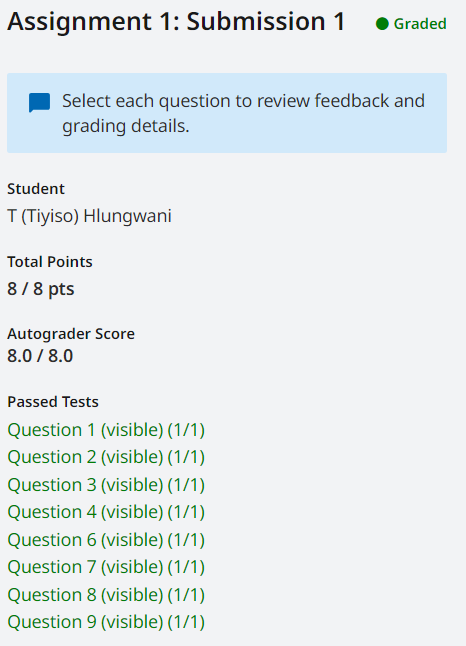 Assignment 1: Submission 1
Graded
Select each question to review feedback and
grading details.
Student
T (Tiyiso) Hlungwani
Total Points
8 / 8 pts
Autograder Score
8.0 / 8.0
Passed Tests
Question 1 (visible) (1/1)
Question 2 (visible) (1/1)
Question 3 (visible) (1/1)
Question 4 (visible) (1/1)
Question 6 (visible) (1/1)
Question 7 (visible) (1/1)
Question 8 (visible) (1/1)
Question 9 (visible) (1/1)